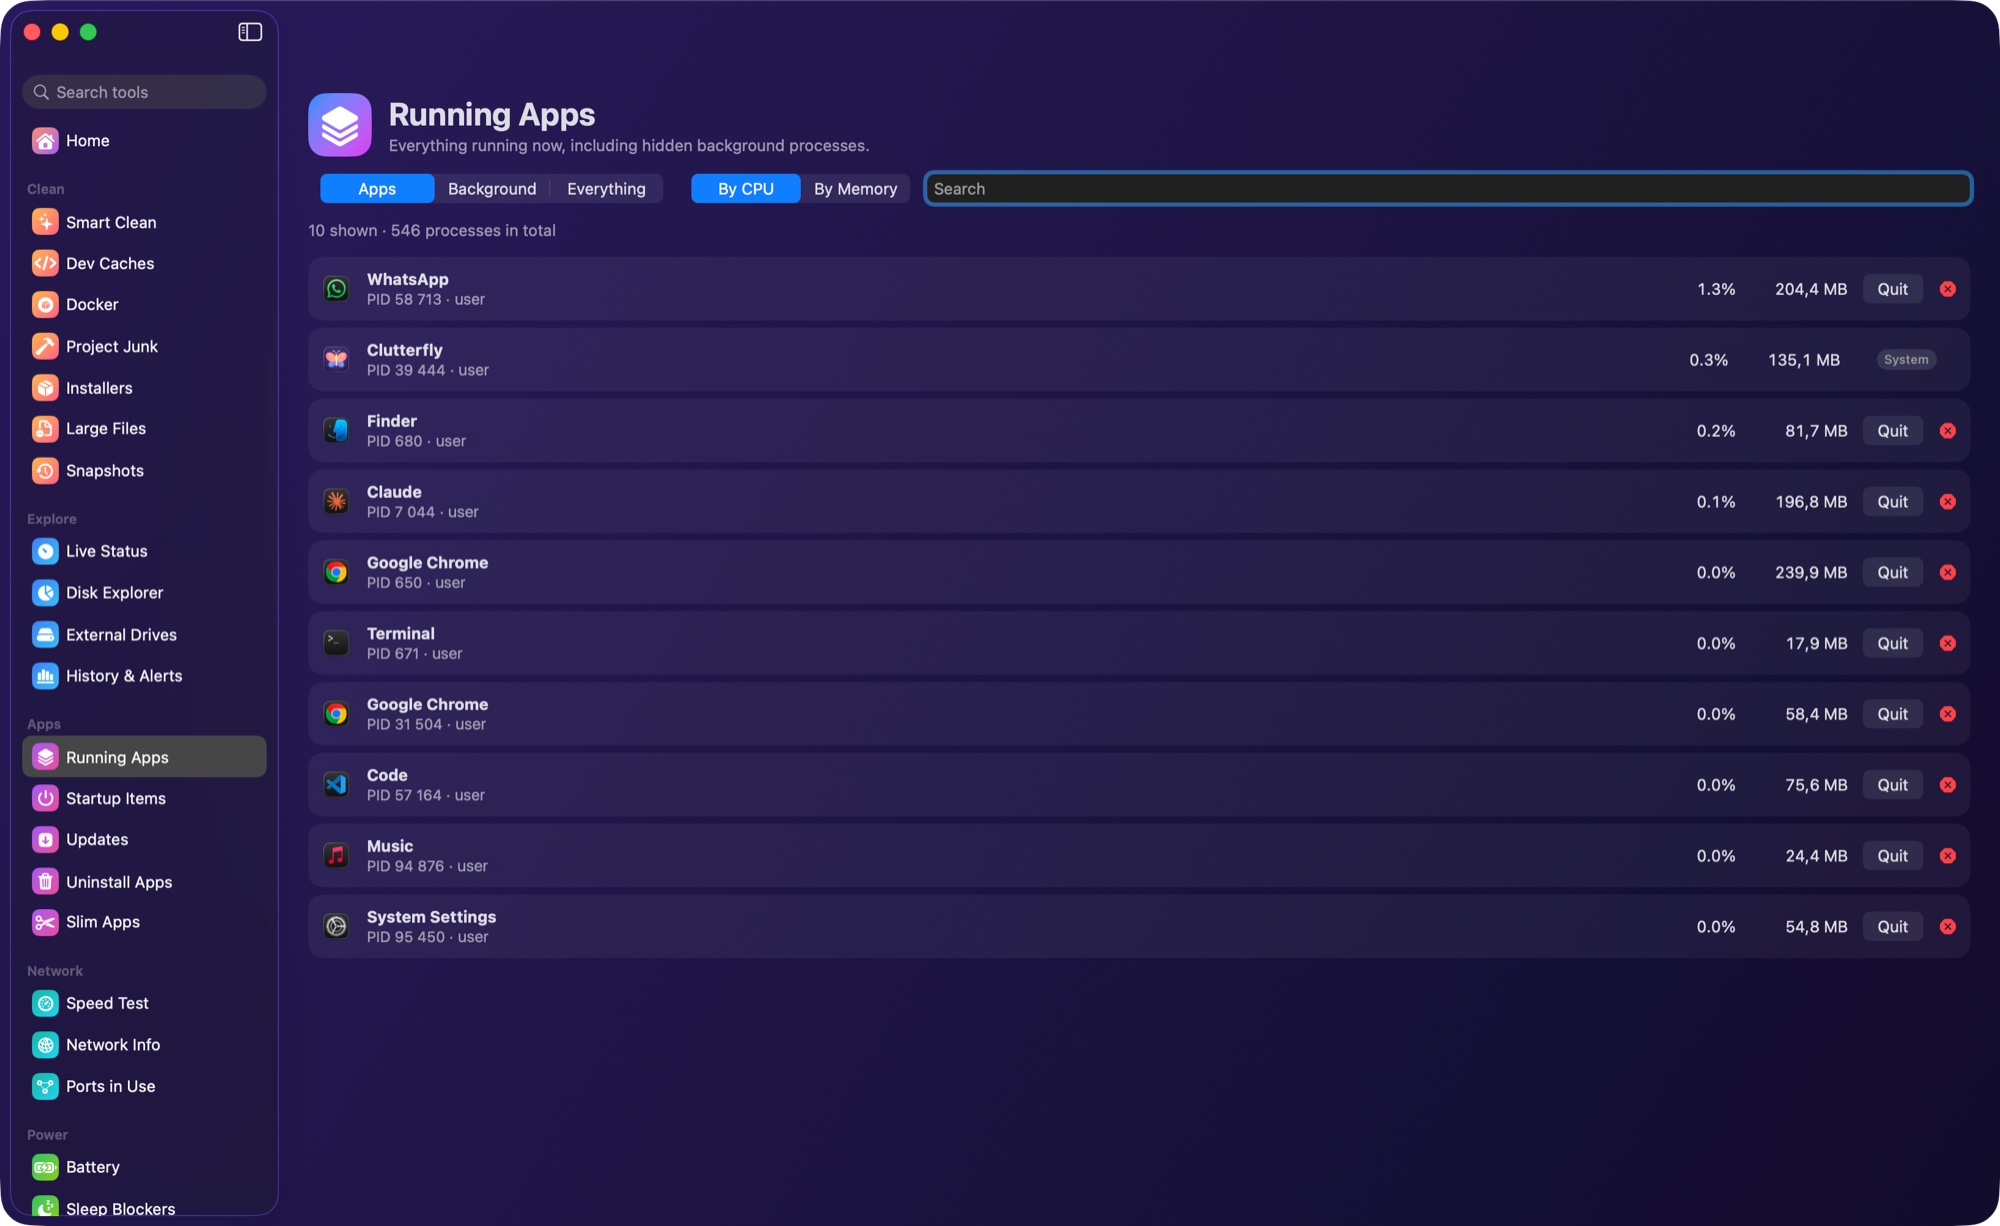 Search tools
Home
Clean
Smart Clean
Dev Caches
Docker
Project Junk
Installers
Large Files
Snapshots
Explore
Live Status
Disk Explorer
External Drives
History & Alerts
Apps
Running Apps
Startup Items
Updates
Uninstall Apps
Slim Apps
Network
Speed Test
Network Info
Ports in Use
Power
Battery
Sleep Blockers
Running Apps
Everything running now, including hidden background processes.
Apps Background Everything By CPU By Memory Search
10 shown · 546 processes in total
WhatsApp
PID 58 713 · user
1.3% 204,4 MB Quit
Clutterfly
PID 39 444 · user
0.3% 135,1 MB System
Finder
PID 680 · user
0.2% 81,7 MB Quit
Claude
PID 7 044 · user
0.1% 196,8 MB Quit
Google Chrome
PID 650 · user
0.0% 239,9 MB Quit
Terminal
PID 671 · user
0.0% 17,9 MB Quit
Google Chrome
PID 31 504 · user
0.0% 58,4 MB Quit
Code
PID 57 164 · user
0.0% 75,6 MB Quit
Music
PID 94 876 · user
0.0% 24,4 MB Quit
System Settings
PID 95 450 · user
0.0% 54,8 MB Quit